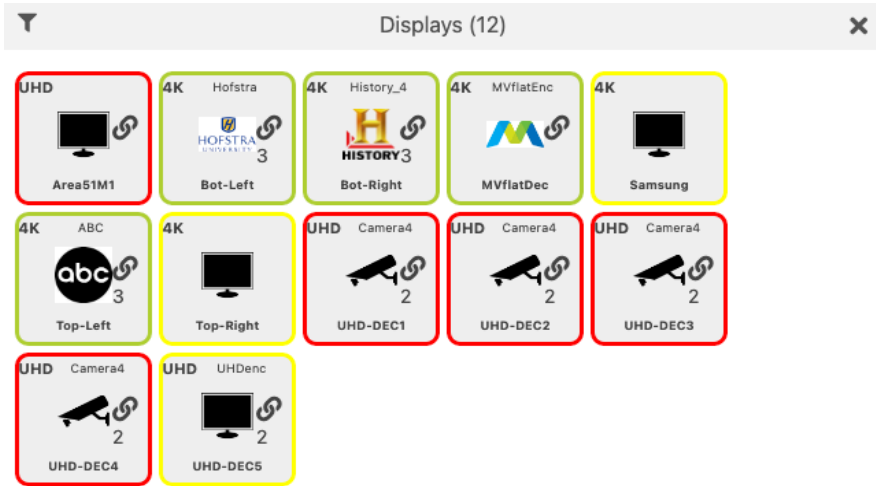 Displays (12)
UHD
Area51M1
4K Hofstra
HOFSTRA
UNIVERSITY
3
Bot-Left
4K History_4
H
HISTORY
3
Bot-Right
4K MVflatEnc
MVflatDec
4K
Samsung
4K ABC
abc
3
Top-Left
4K
Top-Right
UHD Camera4
2
UHD-DEC1
UHD Camera4
2
UHD-DEC2
UHD Camera4
2
UHD-DEC3
UHD Camera4
2
UHD-DEC4
UHD UHDenc
2
UHD-DEC5